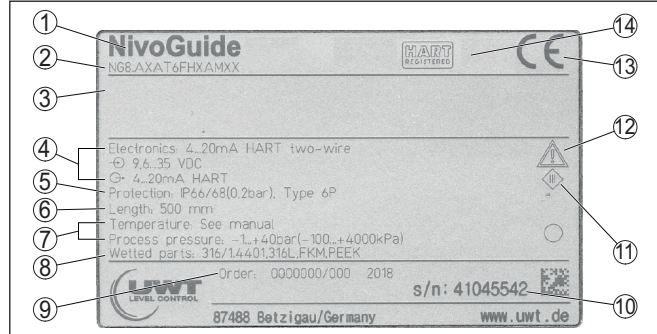 1 NivoGuide HART REGISTERED 14 CE 13
2 NG8.AXAT6FHXAMXX
3
4 Electronics: 4...20mA HART two-wire 12
9,6...35 VDC
4...20mA HART
5 Protection: IP66/68(0,2bar), Type 6P
6 Length: 500 mm 11
7 Temperature: See manual
Process pressure: -1...+40bar(-100...+4000kPa)
8 Wetted parts: 316/1.4401,316L,FKM,PEEK
9 Order: 0000000/000 2018
UWT LEVEL CONTROL s/n: 41045542 10
87488 Betzigau/Germany www.uwt.de